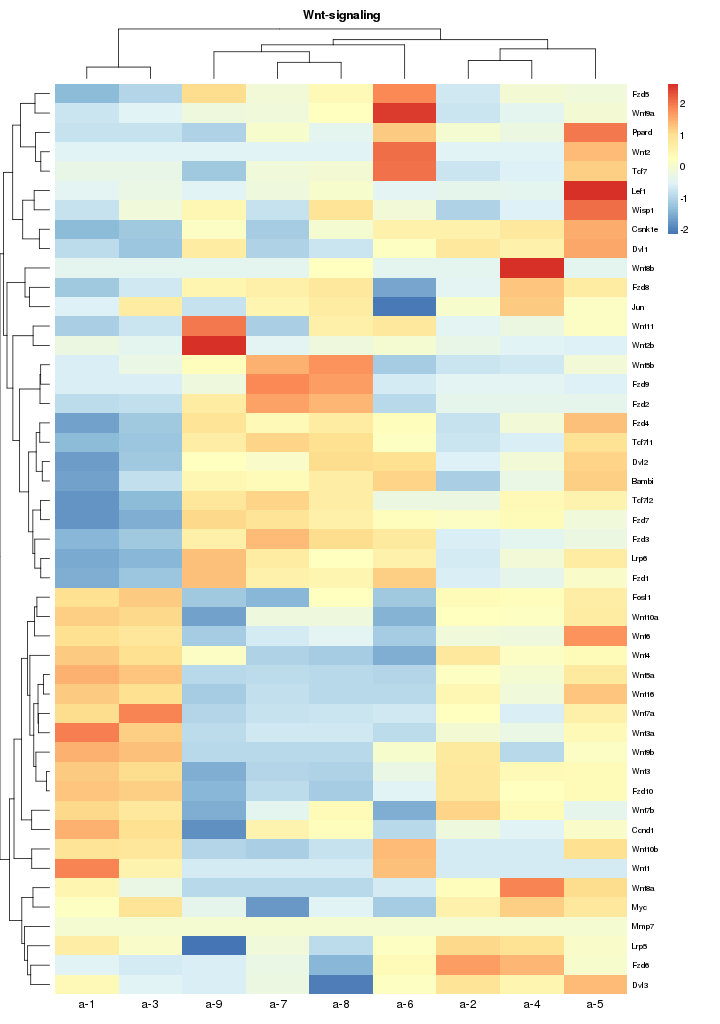 Wnt-signaling
Fzd5
Wnt9a
Ppard
Wnt2
Tcf7
Lef1
Wisp1
Csnk1e
Dvl1
Wnt8b
Fzd8
Jun
Wnt11
Wnt2b
Wnt5b
Fzd9
Fzd2
Fzd4
Tcf7l1
Dvl2
Bambi
Tcf7l2
Fzd7
Fzd3
Lrp6
Fzd1
Fosl1
Wnt10a
Wnt6
Wnt4
Wnt5a
Wnt16
Wnt7a
Wnt3a
Wnt9b
Wnt3
Fzd10
Wnt7b
Ccnd1
Wnt10b
Wnt1
Wnt8a
Myc
Mmp7
Lrp5
Fzd6
Dvl3
2
1
0
-1
-2
a-1 a-3 a-9 a-7 a-8 a-6 a-2 a-4 a-5